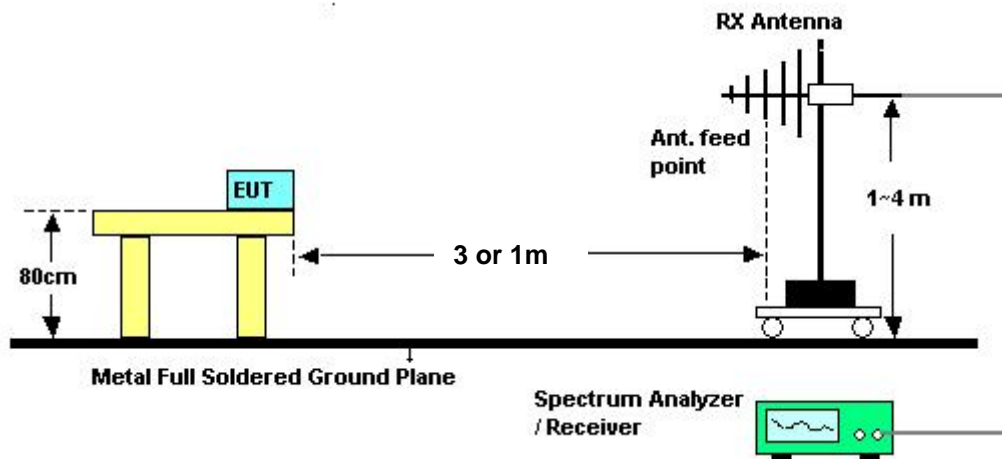 RX Antenna
Ant. feed
point
EUT
1~4 m
3 or 1m
80cm
Metal Full Soldered Ground Plane
Spectrum Analyzer
/ Receiver